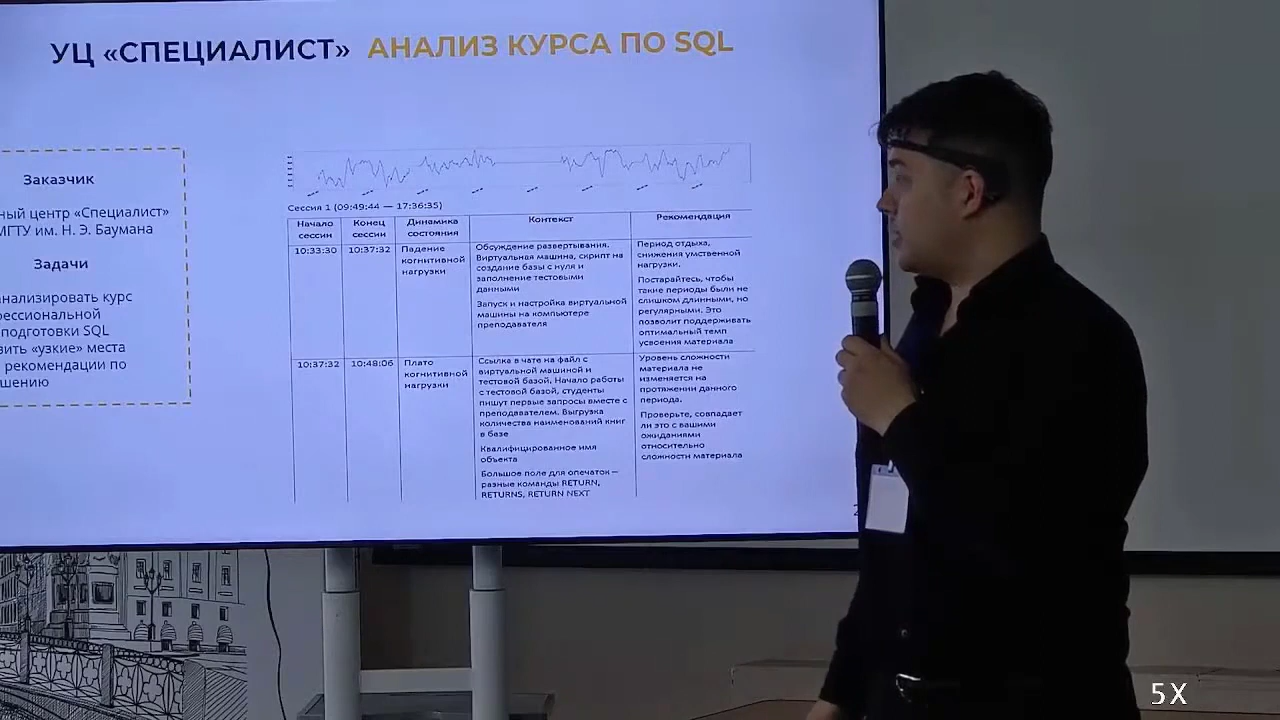 УЦ «СПЕЦИАЛИСТ» АНАЛИЗ КУРСА ПО SQL
Заказчик
ный центр «Специалист»
МГТУ им. Н. Э. Баумана
Задачи
анализировать курс
фессиональной
подготовки SQL
вить «узкие» места
рекомендации по
шению
Сессия 1 (09:49:44 — 17:36:35)
Начало сессии
Конец сессии
Динамика состояния
Контекст
Рекомендация
10:33:30
10:37:32
Падение
когнитивной
нагрузки
Обсуждение развертывания.
Виртуальная машина, скрипт на
создание базы с нуля и
заполнение тестовыми
данными
Запуск и настройка виртуальной
машины на компьютере
преподавателя
Период отдыха,
снижения умственной
нагрузки.
Постарайтесь, чтобы
такие периоды были не
слишком длинными, но
регулярными. Это
позволит поддерживать
оптимальный темп
усвоения материала
10:37:32
10:48:06
Плато
когнитивной
нагрузки
Ссылка в чате на файл с
виртуальной машиной и
тестовой базой. Начало работы
с тестовой базой, студенты
пишут первые запросы вместе с
преподавателем. Выгрузка
количества наименований книг
в базе
Квалифицированное имя
объекта
Большое поле для опечаток —
разные команды RETURN,
RETURNS, RETURN NEXT
Уровень сложности
материала не
изменяется на
протяжении данного
периода.
Проверьте, совпадает
ли это с вашими
ожиданиями
относительно
сложности материала
5X